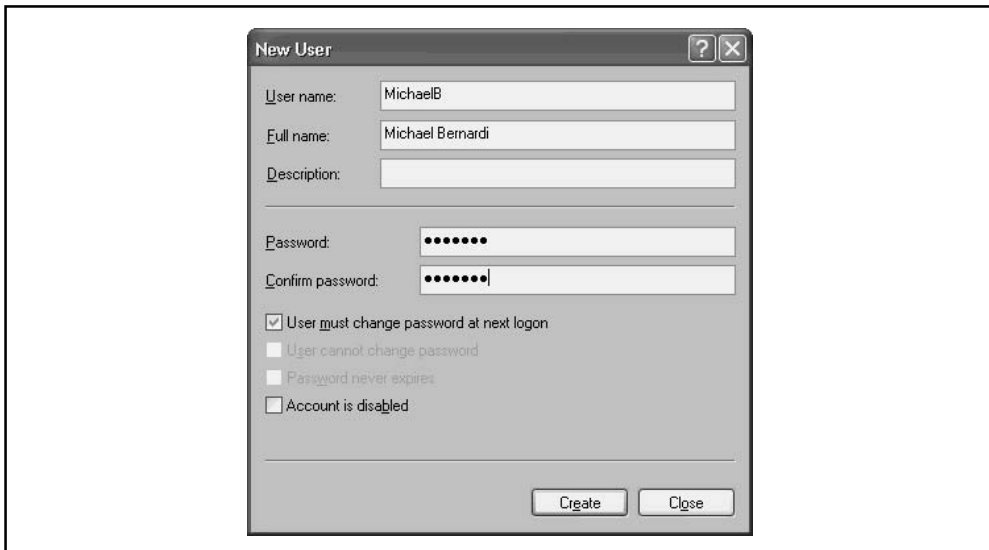 New User
User name: MichaelB
Full name: Michael Bernardi
Description:
Password: •••••••
Confirm password: •••••••
User must change password at next logon
User cannot change password
Password never expires
Account is disabled
Create Close